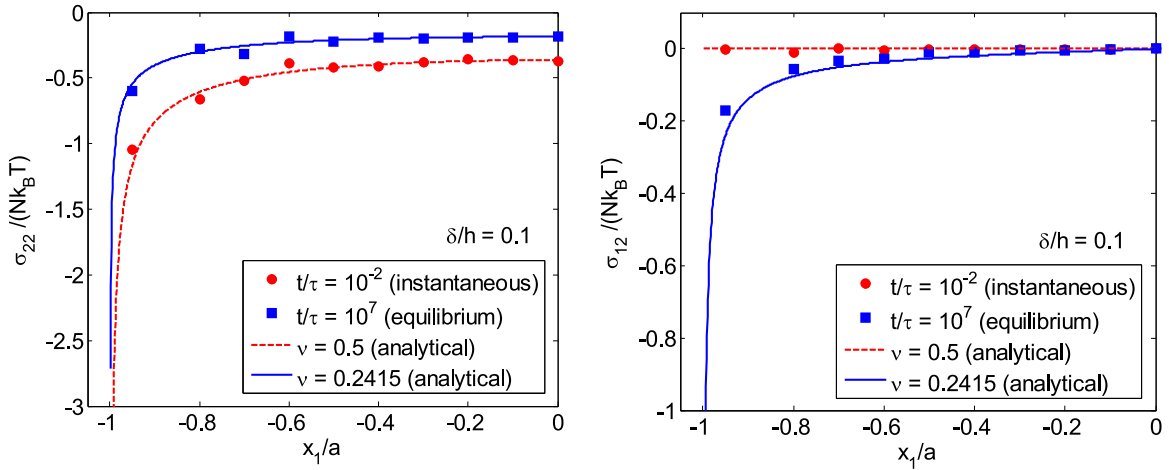 0
-0.5
-1
-1.5
-2
-2.5
-3
σ22 /(NkBT)
-1 -0.8 -0.6 -0.4 -0.2 0
x1/a
δ/h = 0.1
t/τ = 10-2 (instantaneous)
t/τ = 107 (equilibrium)
ν = 0.5 (analytical)
ν = 0.2415 (analytical)
0
-0.2
-0.4
-0.6
-0.8
-1
σ12 /(NkBT)
-1 -0.8 -0.6 -0.4 -0.2 0
x1/a
δ/h = 0.1
t/τ = 10-2 (instantaneous)
t/τ = 107 (equilibrium)
ν = 0.5 (analytical)
ν = 0.2415 (analytical)